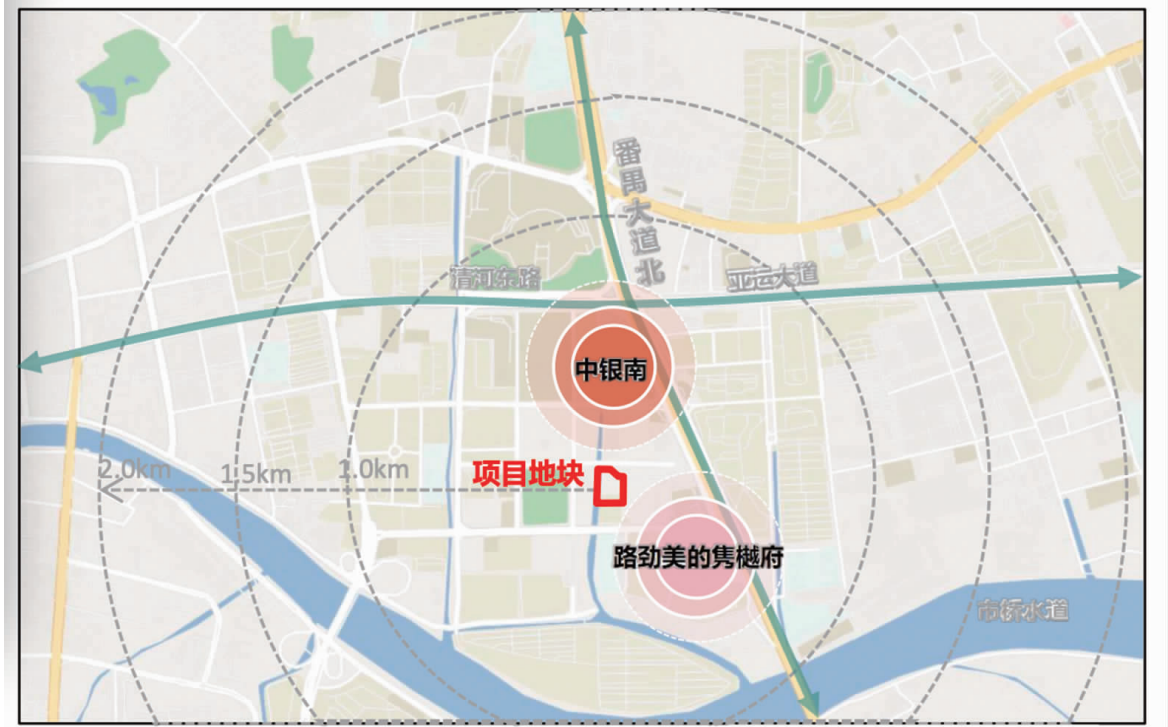 番禺大道北
清河东路
亚运大道
中银南
2.0km
1.5km
1.0km
项目地块
路劲美的隽樾府
市桥水道